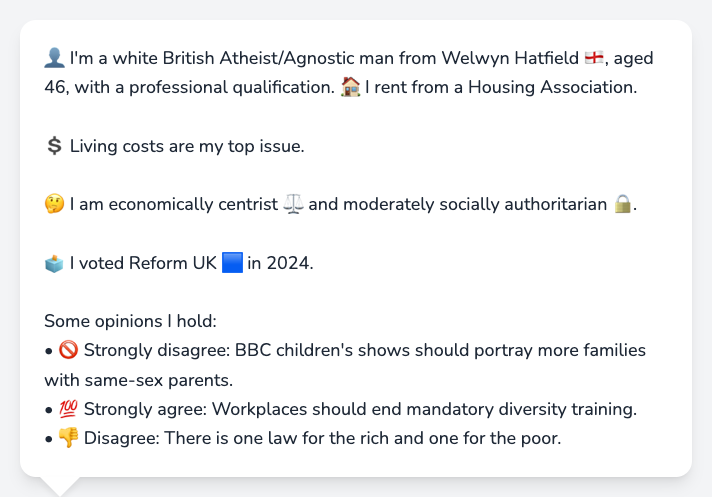 👤 I'm a white British Atheist/Agnostic man from Welwyn Hatfield 🏴󠁧󠁢󠁥󠁮󠁧󠁿, aged
46, with a professional qualification. 🏠 I rent from a Housing Association.
💲 Living costs are my top issue.
🤔 I am economically centrist ⚖️ and moderately socially authoritarian 🔒.
🗳️ I voted Reform UK 🟦 in 2024.
Some opinions I hold:
• 🚫 Strongly disagree: BBC children's shows should portray more families
with same-sex parents.
• 💯 Strongly agree: Workplaces should end mandatory diversity training.
• 👎 Disagree: There is one law for the rich and one for the poor.